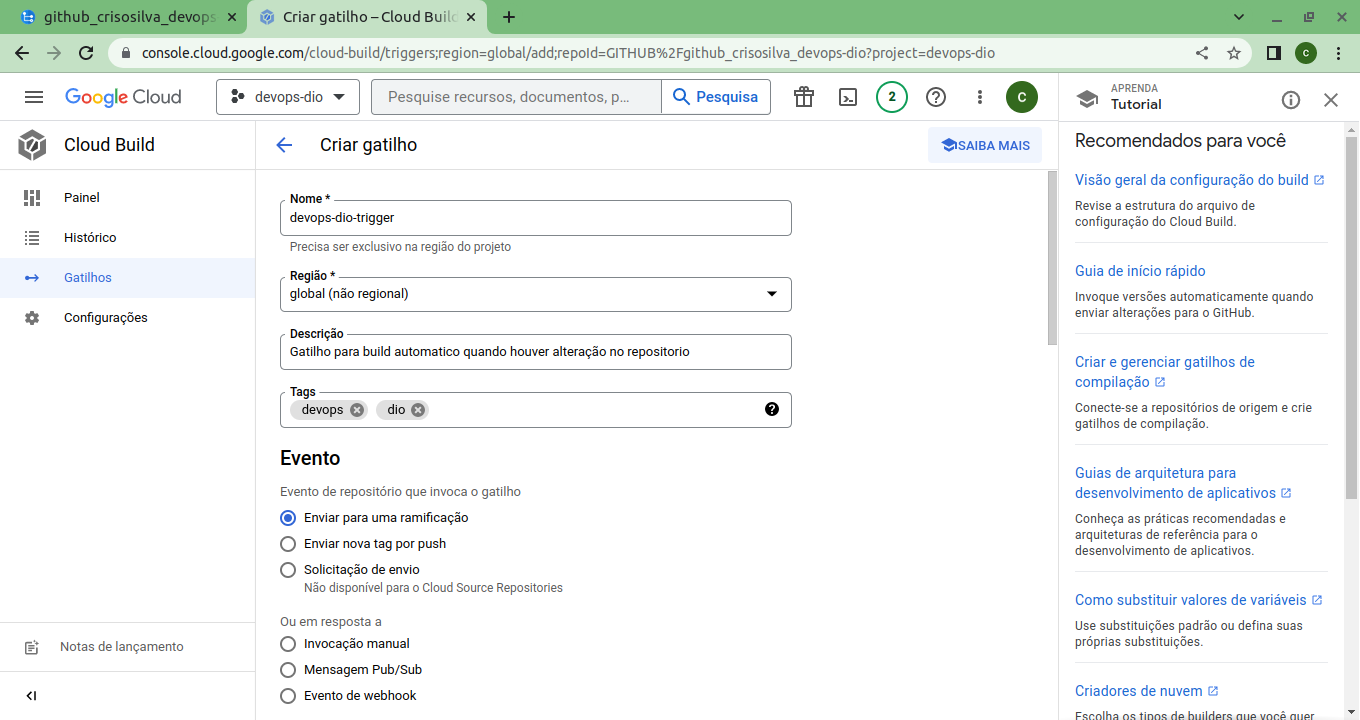 github_crisosilva_devops
Criar gatilho – Cloud Build
console.cloud.google.com/cloud-build/triggers;region=global/add;repoId=GITHUB%2Fgithub_crisosilva_devops-dio?project=devops-dio
C
Google Cloud
devops-dio
Pesquise recursos, documentos, p...
Pesquisa
2
C
APRENDA
Tutorial
Cloud Build
Painel
Histórico
Gatilhos
Configurações
Notas de lançamento
Criar gatilho
SAIBA MAIS
Nome *
devops-dio-trigger
Precisa ser exclusivo na região do projeto
Região *
global (não regional)
Descrição
Gatilho para build automatico quando houver alteração no repositorio
Tags
devops
dio
Evento
Evento de repositório que invoca o gatilho
Enviar para uma ramificação
Enviar nova tag por push
Solicitação de envio
Não disponível para o Cloud Source Repositories
Ou em resposta a
Invocação manual
Mensagem Pub/Sub
Evento de webhook
Recomendados para você
Visão geral da configuração do build
Revise a estrutura do arquivo de
configuração do Cloud Build.
Guia de início rápido
Invoque versões automaticamente quando
enviar alterações para o GitHub.
Criar e gerenciar gatilhos de
compilação
Conecte-se a repositórios de origem e crie
gatilhos de compilação.
Guias de arquitetura para
desenvolvimento de aplicativos
Conheça as práticas recomendadas e
arquiteturas de referência para o
desenvolvimento de aplicativos.
Como substituir valores de variáveis
Use substituições padrão ou defina suas
próprias substituições.
Criadores de nuvem
Escolha os tipos de builders que você quer